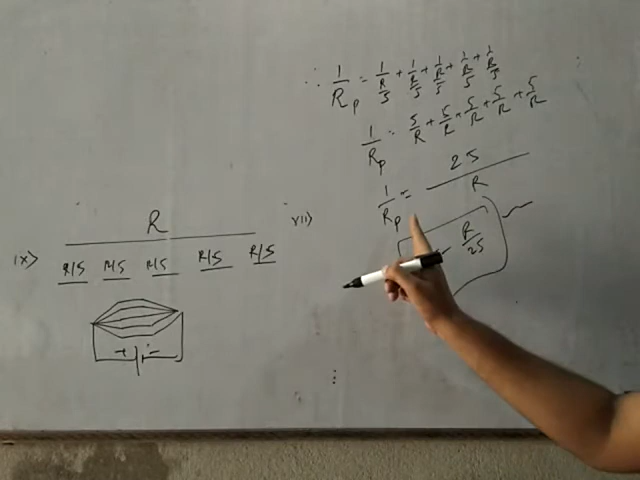 ix> R
R/5 R/5 R/5 R/5 R/5
+ -
vii)
∴ 1/Rp = 1/(R/5) + 1/(R/5) + 1/(R/5) + 1/(R/5) + 1/(R/5)
1/Rp = 5/R + 5/R + 5/R + 5/R + 5/R
1/Rp = 25/R
R/25